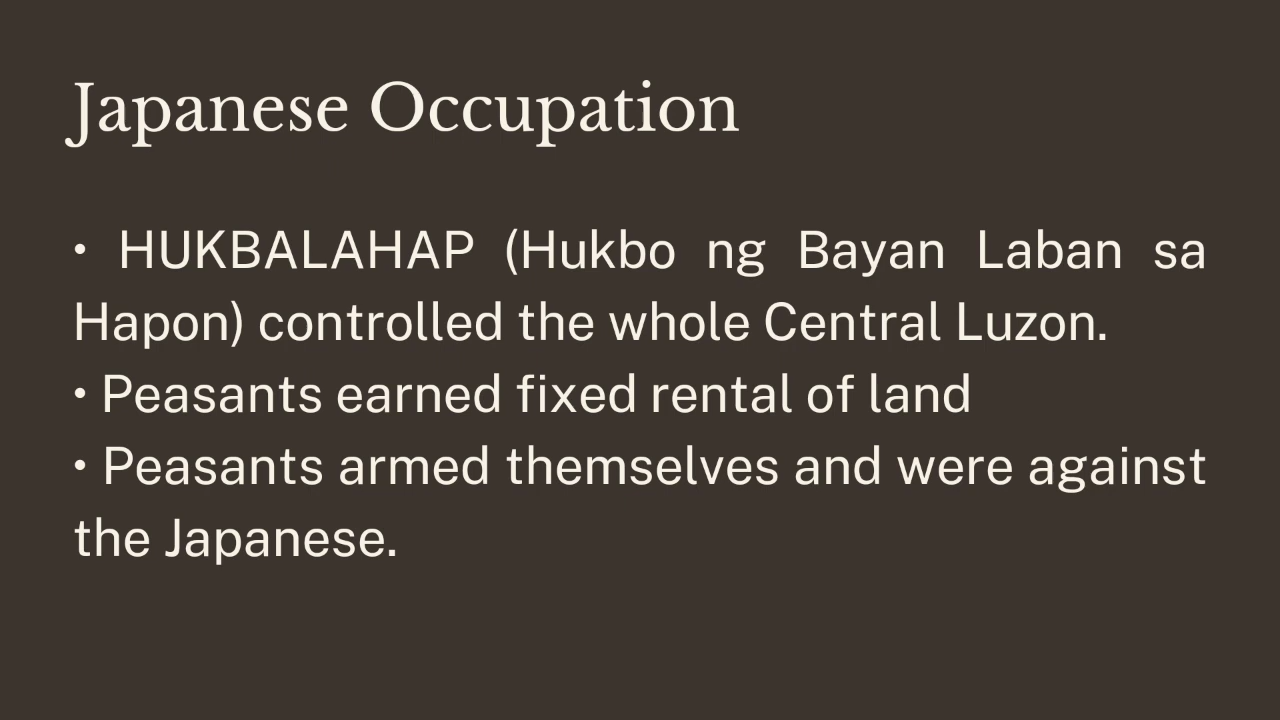 Japanese Occupation
• HUKBALAHAP (Hukbo ng Bayan Laban sa
Hapon) controlled the whole Central Luzon.
• Peasants earned fixed rental of land
• Peasants armed themselves and were against
the Japanese.